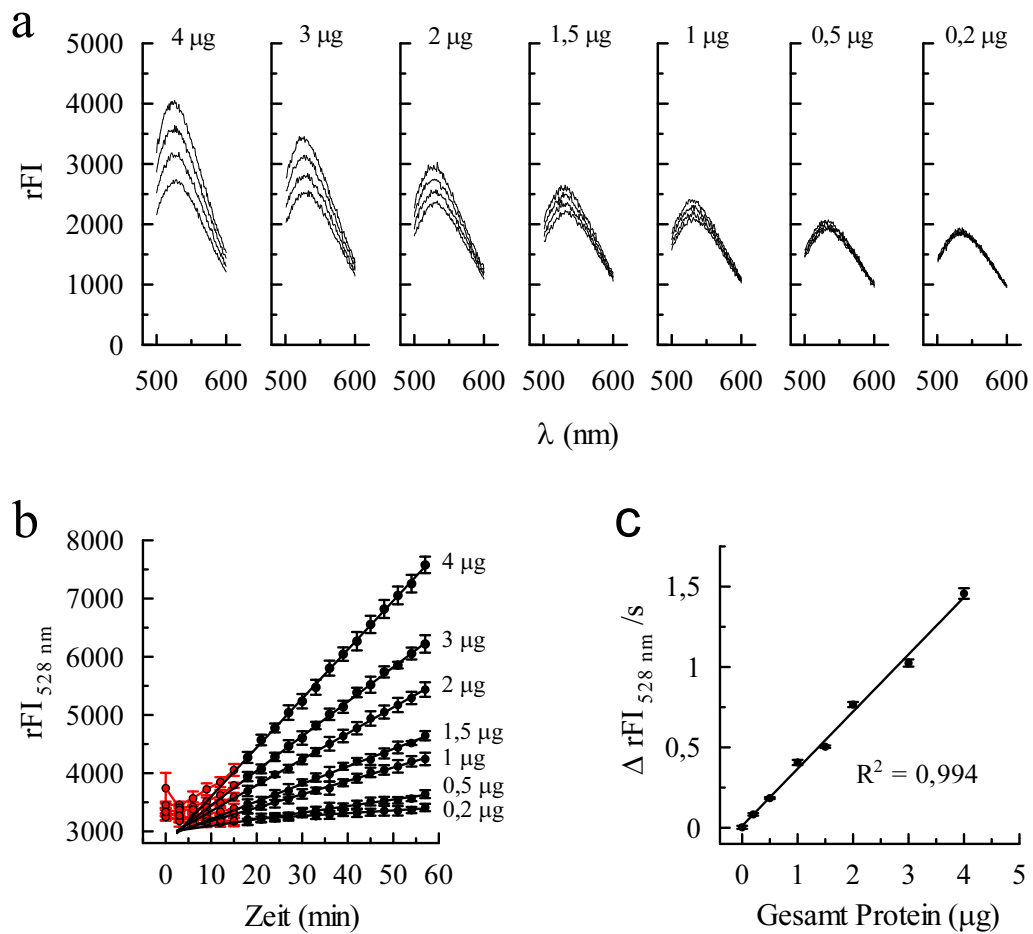 a
4 μg 3 μg 2 μg 1,5 μg 1 μg 0,5 μg 0,2 μg
5000
4000
3000
2000
1000
0
rFI
500 600 500 600 500 600 500 600 500 600 500 600 500 600
λ (nm)
b
8000
7000
6000
5000
4000
3000
rFI528 nm
4 μg
3 μg
2 μg
1,5 μg
1 μg
0,5 μg
0,2 μg
0 10 20 30 40 50 60
Zeit (min)
c
1,5
1
0,5
0
Δ rFI528 nm /s
R² = 0,994
0 1 2 3 4 5
Gesamt Protein (μg)